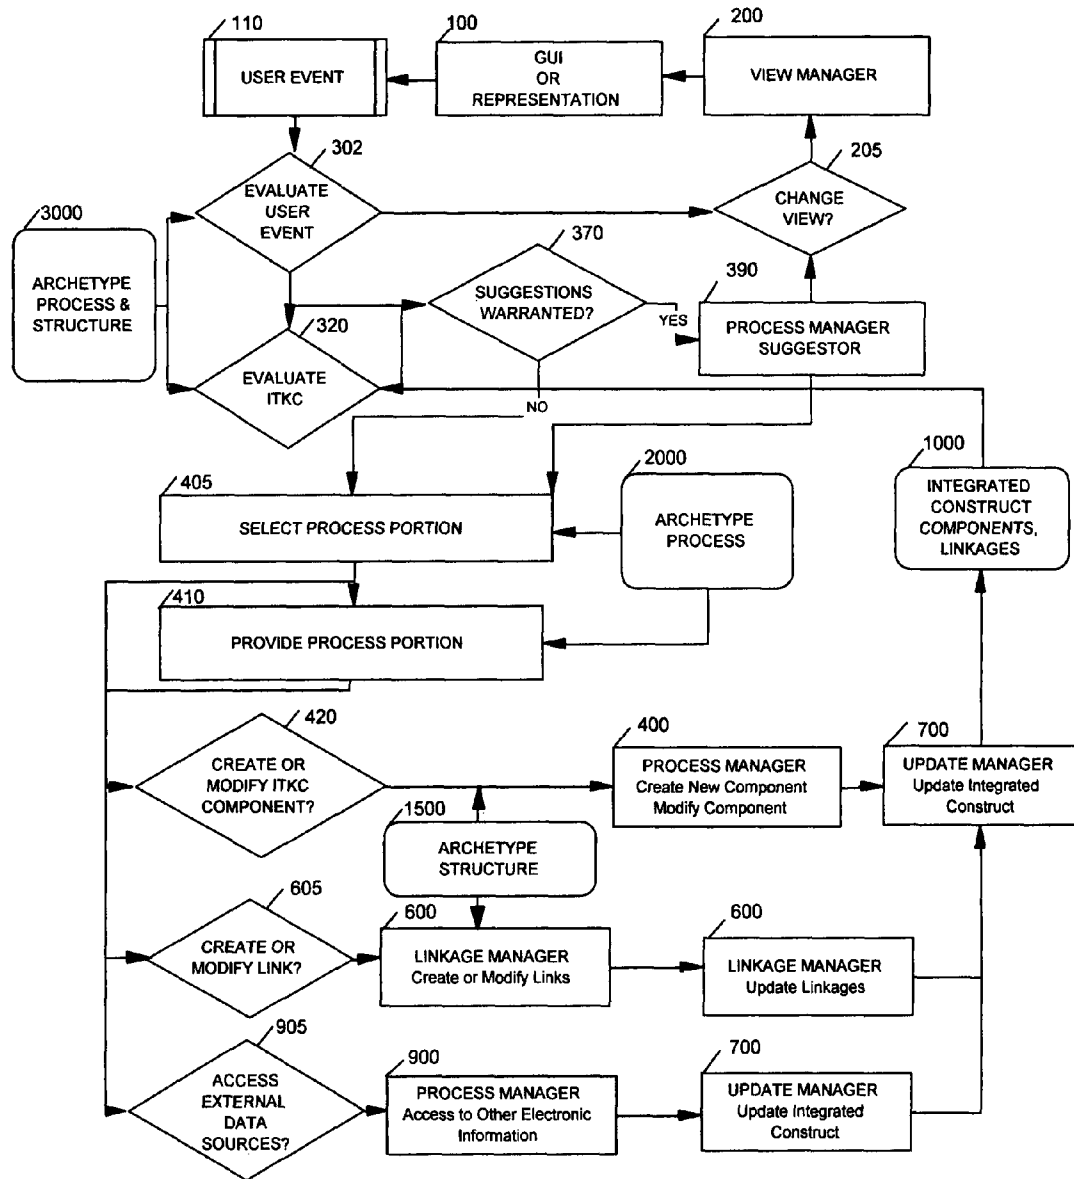 110
USER EVENT
100
GUI
OR
REPRESENTATION
200
VIEW MANAGER
302
EVALUATE
USER
EVENT
205
CHANGE
VIEW?
3000
ARCHETYPE
PROCESS &
STRUCTURE
370
SUGGESTIONS
WARRANTED?
YES
NO
390
PROCESS MANAGER
SUGGESTOR
320
EVALUATE
ITKC
405
SELECT PROCESS PORTION
2000
ARCHETYPE
PROCESS
1000
INTEGRATED
CONSTRUCT
COMPONENTS,
LINKAGES
410
PROVIDE PROCESS PORTION
420
CREATE OR
MODIFY ITKC
COMPONENT?
400
PROCESS MANAGER
Create New Component
Modify Component
700
UPDATE MANAGER
Update Integrated
Construct
1500
ARCHETYPE
STRUCTURE
605
CREATE OR
MODIFY LINK?
600
LINKAGE MANAGER
Create or Modify Links
600
LINKAGE MANAGER
Update Linkages
905
ACCESS
EXTERNAL
DATA
SOURCES?
900
PROCESS MANAGER
Access to Other Electronic
Information
700
UPDATE MANAGER
Update Integrated
Construct